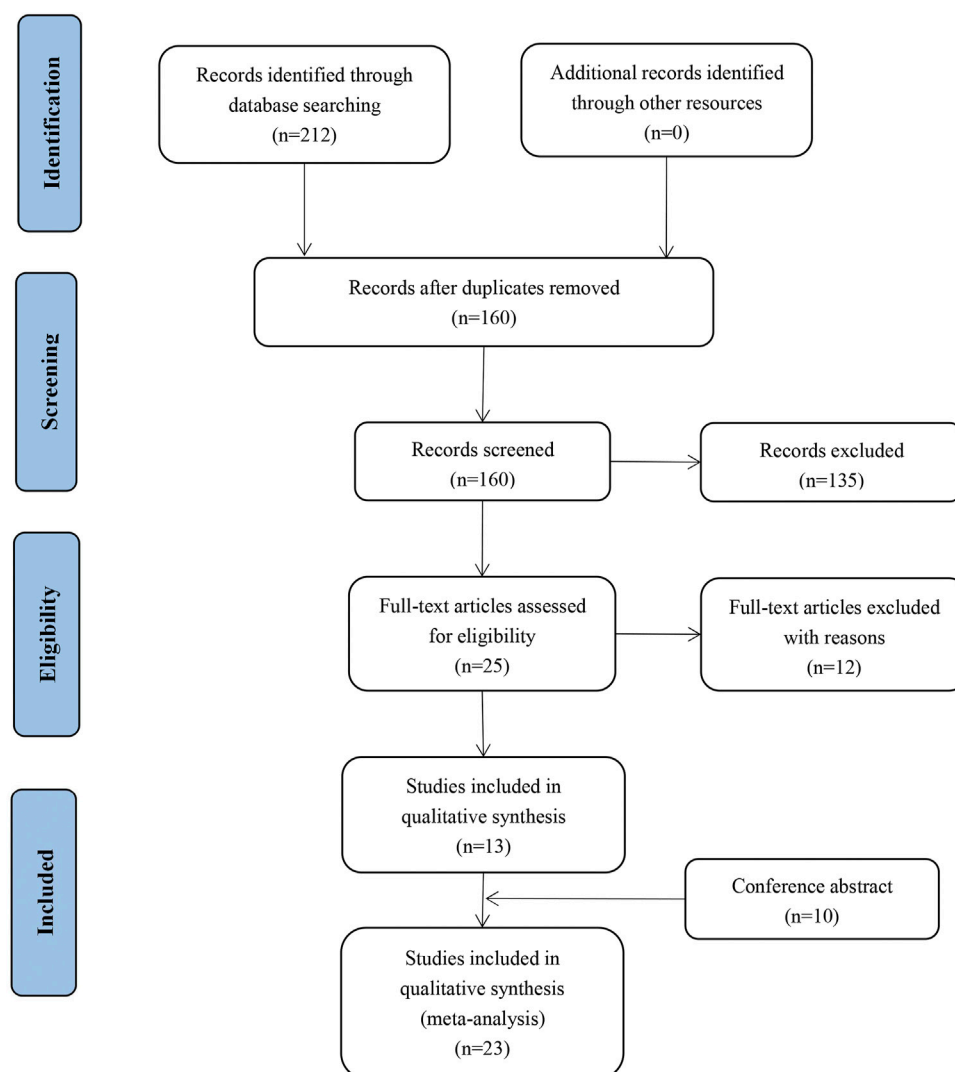 Identification
Records identified through
database searching
(n=212)
Additional records identified
through other resources
(n=0)
Screening
Records after duplicates removed
(n=160)
Records screened
(n=160)
Records excluded
(n=135)
Eligibility
Full-text articles assessed
for eligibility
(n=25)
Full-text articles excluded
with reasons
(n=12)
Included
Studies included in
qualitative synthesis
(n=13)
Conference abstract
(n=10)
Studies included in
qualitative synthesis
(meta-analysis)
(n=23)